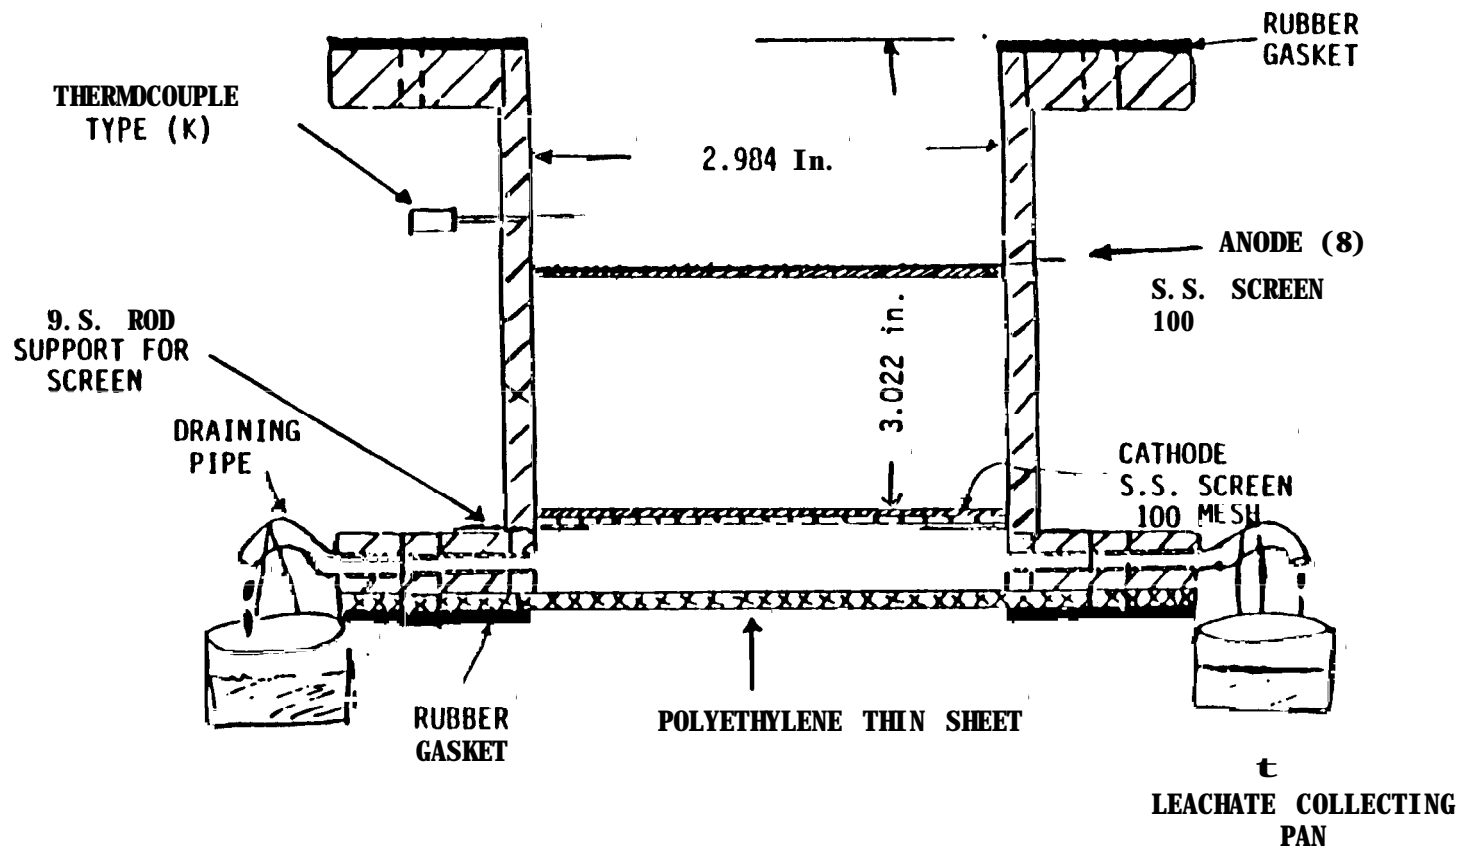 RUBBER
GASKET
THERMDCOUPLE
TYPE (K)
2.984 In.
ANODE (8)
S.S. SCREEN
100
3.022 in.
9.S. ROD
SUPPORT FOR
SCREEN
DRAINING
PIPE
CATHODE
S.S. SCREEN
100 MESH
RUBBER
GASKET
POLYETHYLENE THIN SHEET
t
LEACHATE COLLECTING
PAN